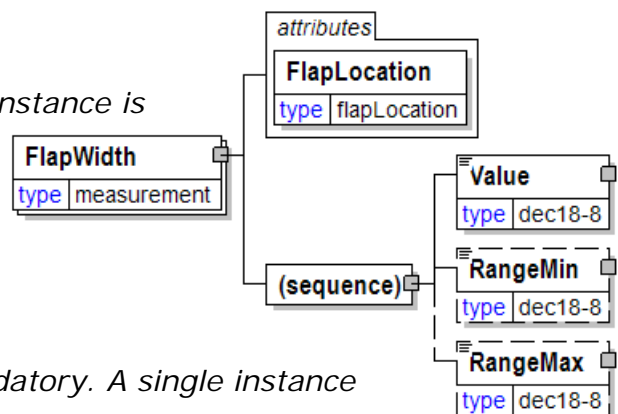 attributes
FlapLocation
type flapLocation
nstance is
FlapWidth
type measurement
Value
type dec18-8
(sequence)
RangeMin
type dec18-8
datory. A single instance
RangeMax
type dec18-8